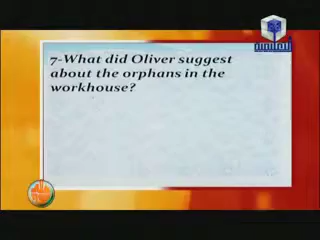 7-What did Oliver suggest
about the orphans in the
workhouse?